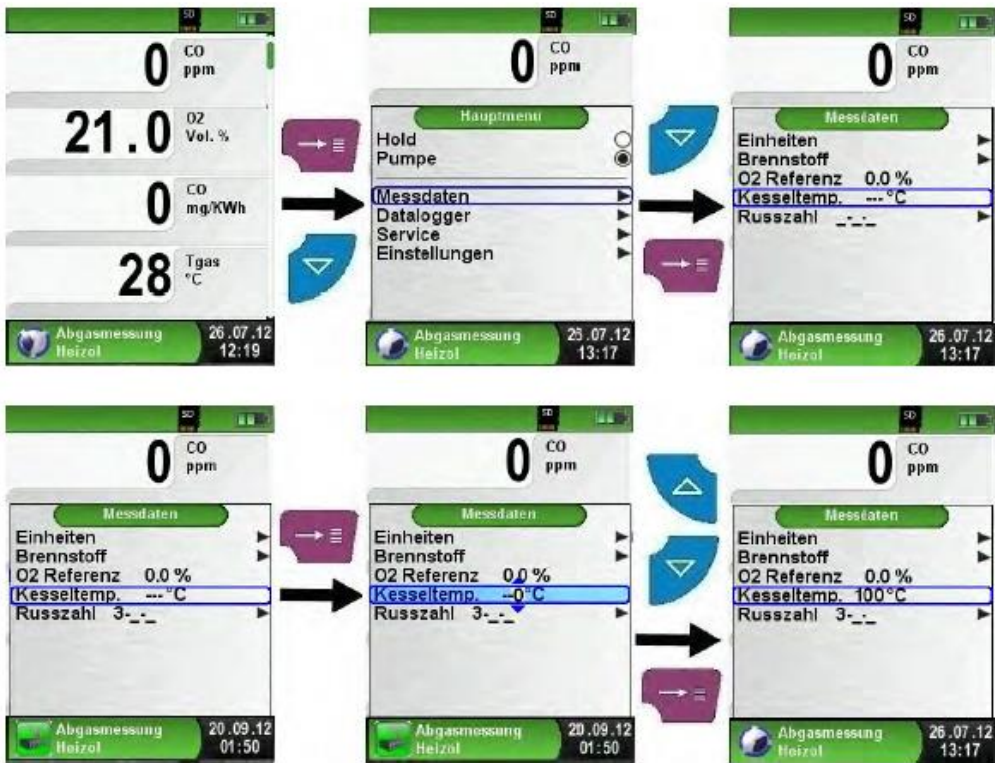 SD
0 CO ppm
21.0 O2 Vol. %
0 CO mg/KWh
28 Tgas °C
Abgasmessung 26.07.12
Heizol 12:19
SD
0 CO ppm
Hauptmenu
Hold
Pumpe
Messdaten
Datalogger
Service
Einstellungen
Abgasmessung 26.07.12
Heizol 13:17
SD
0 CO ppm
Messdaten
Einheiten
Brennstoff
O2 Referenz 0.0 %
Kesseltemp. ---°C
Russzahl _-_-_
Abgasmessung 26.07.12
Heizol 13:17
SD
0 CO ppm
Messdaten
Einheiten
Brennstoff
O2 Referenz 0.0 %
Kesseltemp. ---°C
Russzahl 3-_-_
Abgasmessung 20.09.12
Heizol 01:50
SD
0 CO ppm
Messdaten
Einheiten
Brennstoff
O2 Referenz 0.0 %
Kesseltemp. --0°C
Russzahl 3-_-_
Abgasmessung 20.09.12
Heizol 01:50
SD
0 CO ppm
Messdaten
Einheiten
Brennstoff
O2 Referenz 0.0 %
Kesseltemp. 100°C
Russzahl 3-_-_
Abgasmessung 26.07.12
Heizol 13:17